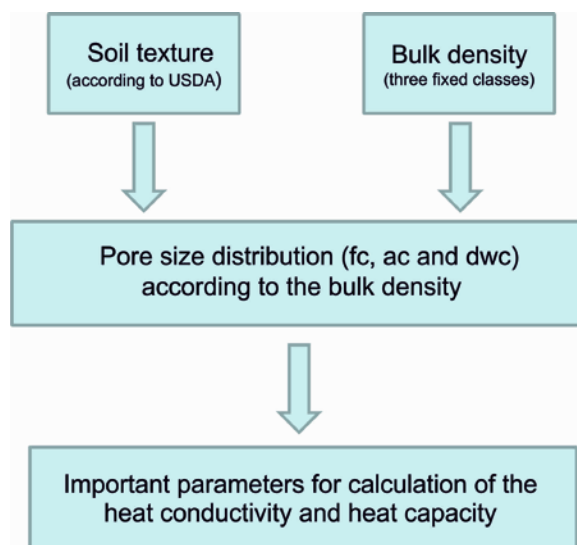 Soil texture
(according to USDA)
Bulk density
(three fixed classes)
Pore size distribution (fc, ac and dwc)
according to the bulk density
Important parameters for calculation of the
heat conductivity and heat capacity